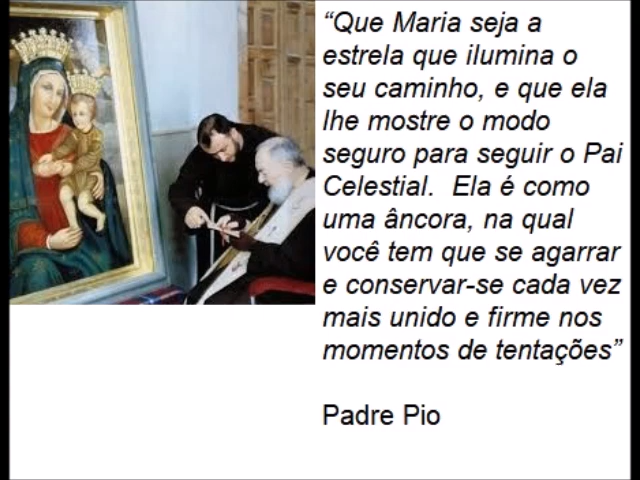 “Que Maria seja a
estrela que ilumina o
seu caminho, e que ela
lhe mostre o modo
seguro para seguir o Pai
Celestial.  Ela é como
uma âncora, na qual
você tem que se agarrar
e conservar-se cada vez
mais unido e firme nos
momentos de tentações”
Padre Pio